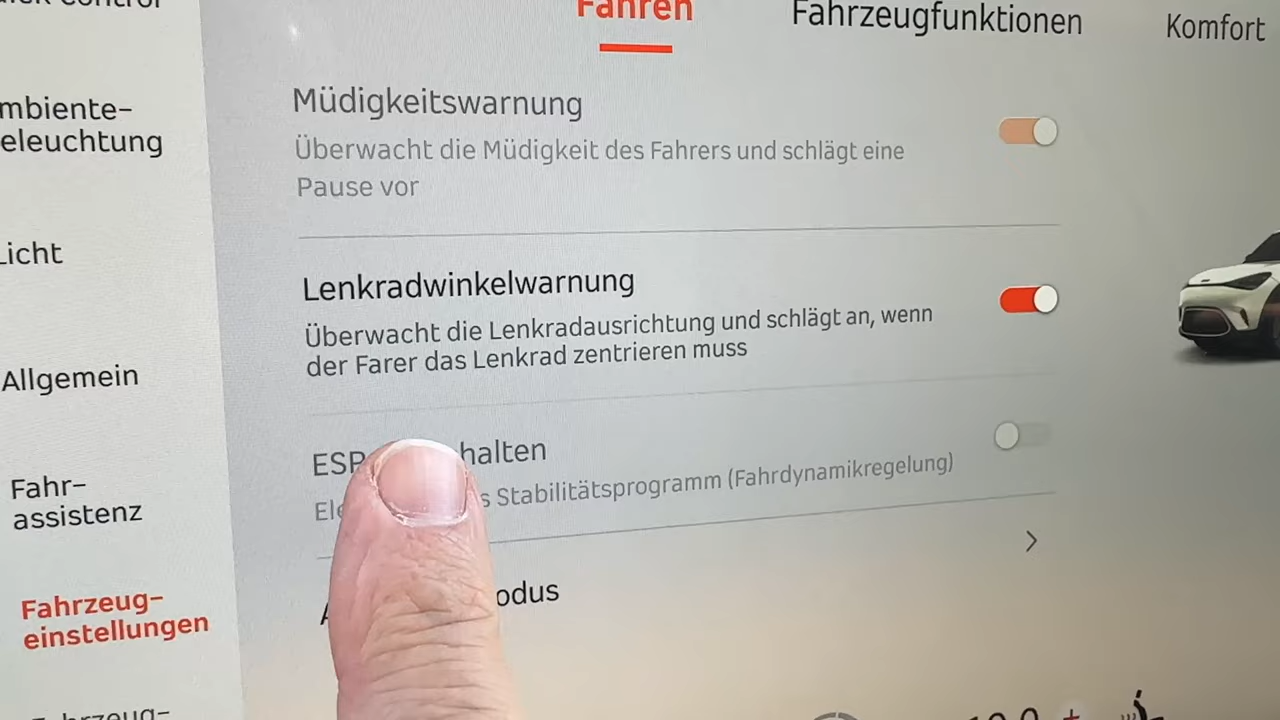 Fahren Fahrzeugfunktionen Komfort
Müdigkeitswarnung
Überwacht die Müdigkeit des Fahrers und schlägt eine
Pause vor
Lenkradwinkelwarnung
Überwacht die Lenkradausrichtung und schlägt an, wenn
der Farer das Lenkrad zentrieren muss
ESP halten
Stabilitätsprogramm (Fahrdynamikregelung)
odus
mbiente-
eleuchtung
Licht
Allgemein
Fahr-
assistenz
Fahrzeug-
einstellungen